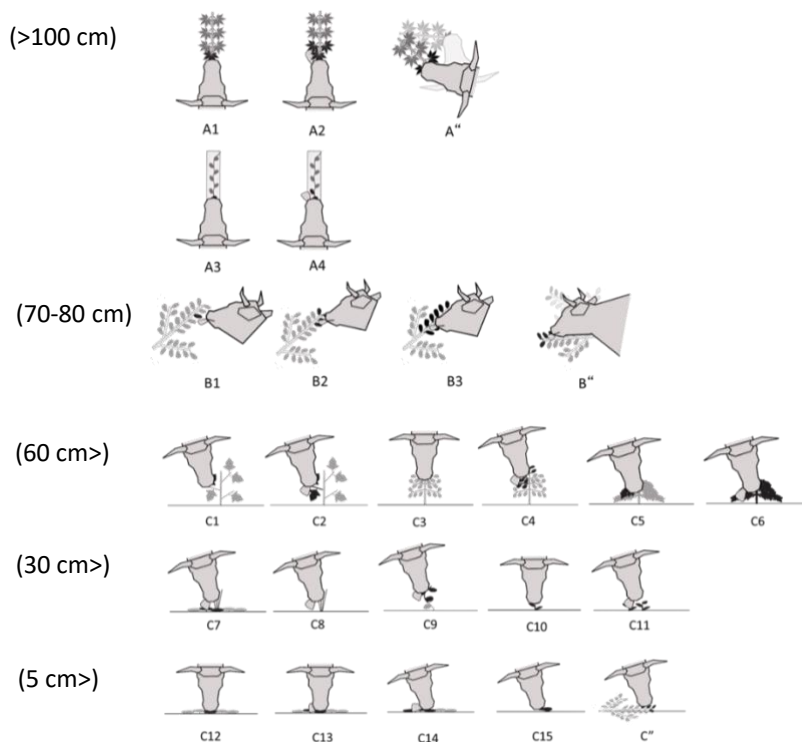 (>100 cm)
A1 A2 A“
A3 A4
(70-80 cm)
B1 B2 B3 B“
(60 cm>)
C1 C2 C3 C4 C5 C6
(30 cm>)
C7 C8 C9 C10 C11
(5 cm>)
C12 C13 C14 C15 C“